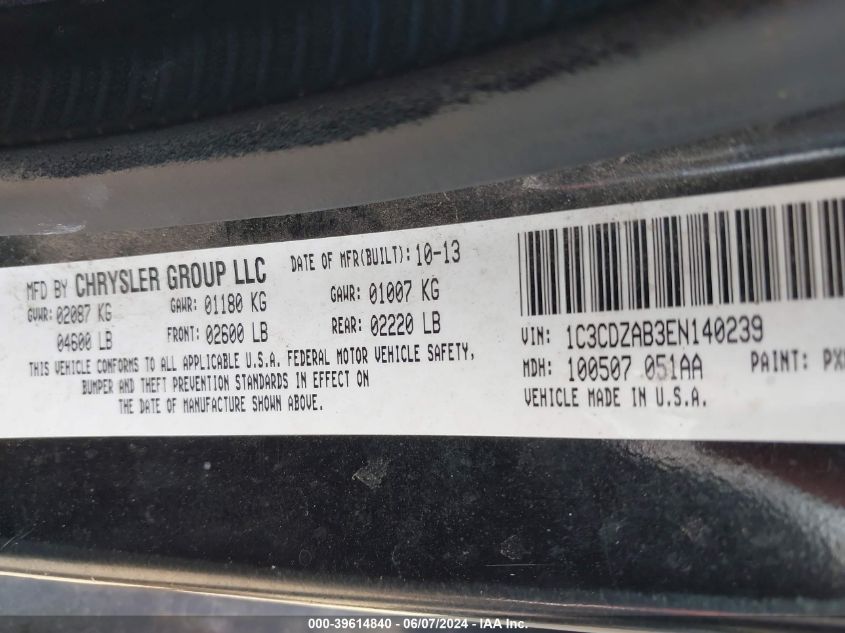 MFD BY CHRYSLER GROUP LLC DATE OF MFR(BUILT): 10-13
GVWR: 02087 KG GAWR: 01180 KG GAWR: 01007 KG
04600 LB FRONT: 02600 LB REAR: 02220 LB
THIS VEHICLE CONFORMS TO ALL APPLICABLE U.S.A. FEDERAL MOTOR VEHICLE SAFETY,
BUMPER AND THEFT PREVENTION STANDARDS IN EFFECT ON
THE DATE OF MANUFACTURE SHOWN ABOVE.
VIN: 1C3CDZAB3EN140239
MDH: 100507 051AA PAINT:
VEHICLE MADE IN U.S.A.
000-39614840 - 06/07/2024 - IAA Inc.